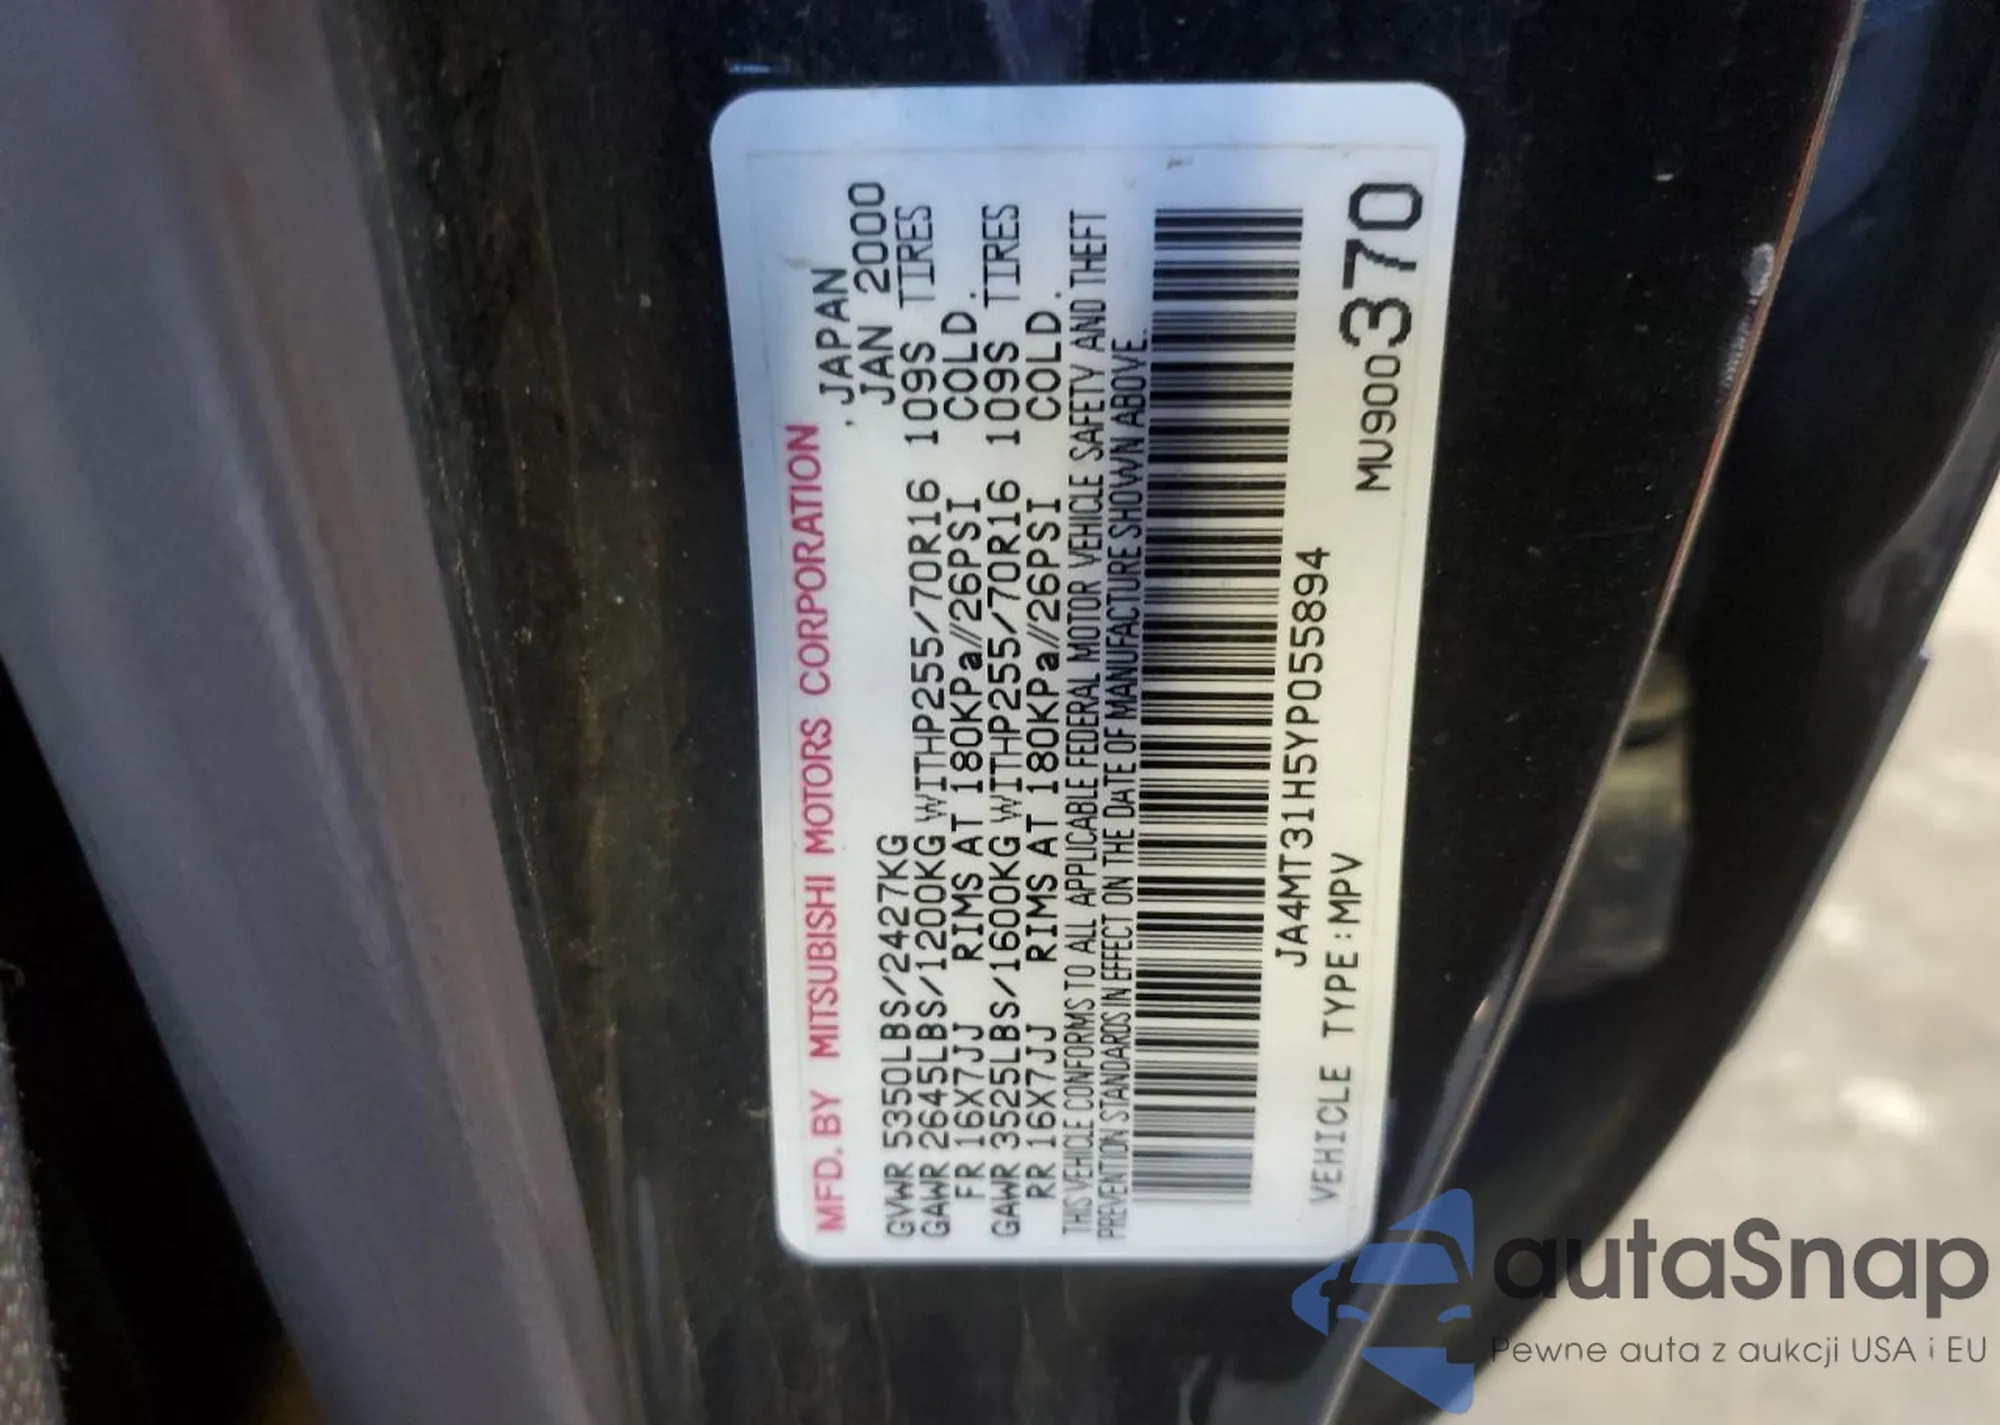 MFD. BY MITSUBISHI MOTORS CORPORATION
, JAPAN
GVWR 5350LBS/2427KG JAN 2000
GAWR 2645LBS/1200KG WITHP255/70R16 109S TIRES
FR 16X7JJ RIMS AT 180KPa//26PSI COLD.
GAWR 3525LBS/1600KG WITHP255/70R16 109S TIRES
RR 16X7JJ RIMS AT 180KPa//26PSI COLD.
THIS VEHICLE CONFORMS TO ALL APPLICABLE FEDERAL MOTOR VEHICLE SAFETY AND THEFT
PREVENTION STANDARDS IN EFFECT ON THE DATE OF MANUFACTURE SHOWN ABOVE.
JA4MT31H5YP055894
VEHICLE TYPE:MPV
MU900370
autaSnap
Pewne auta z aukcji USA i EU